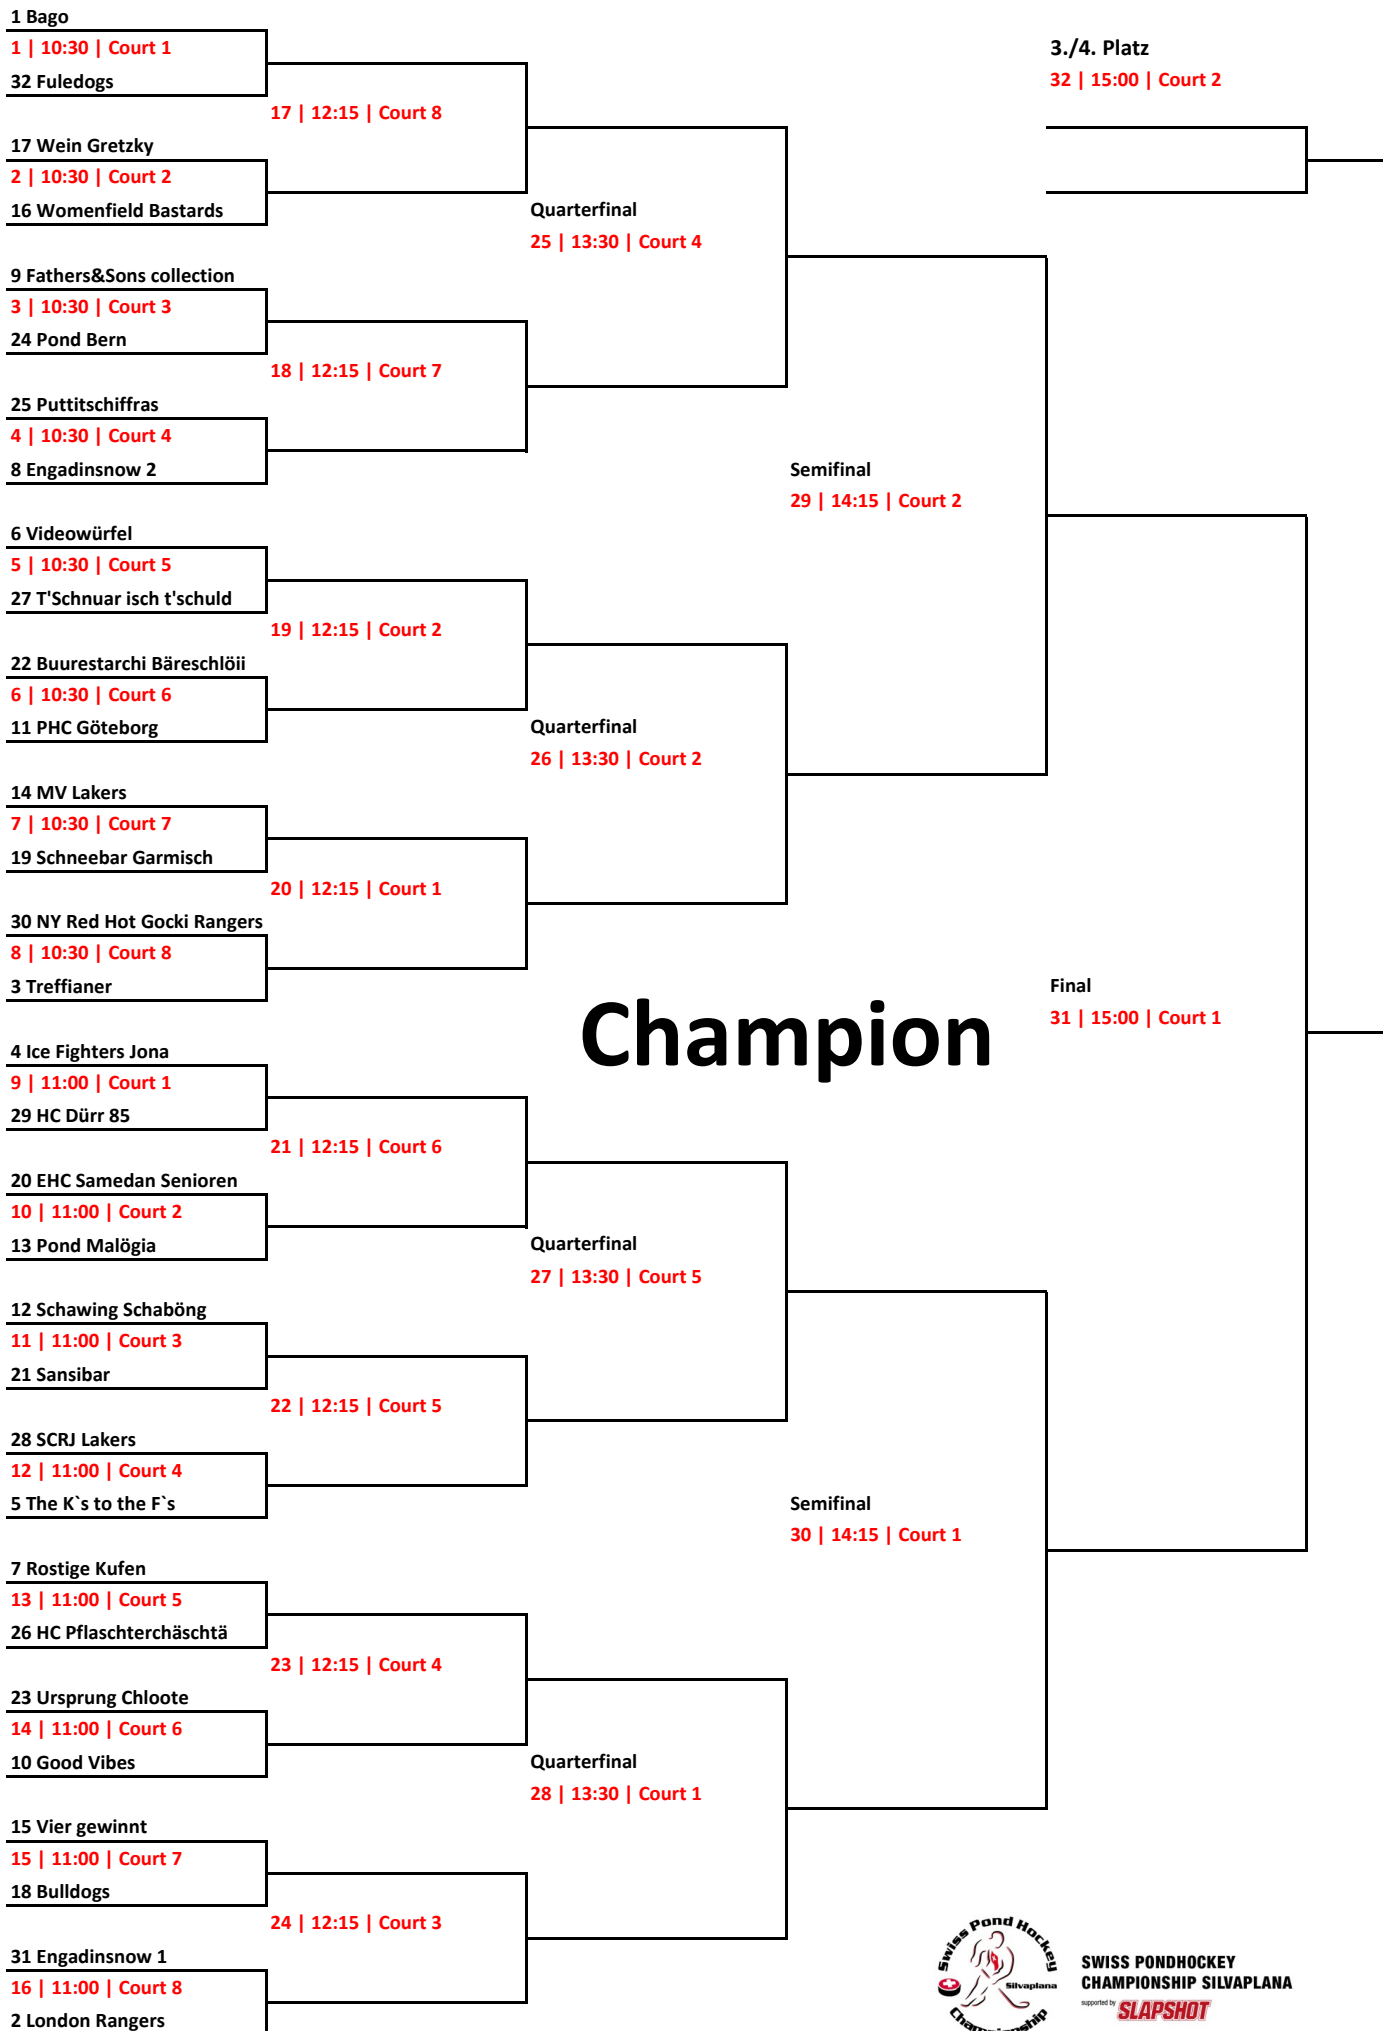 1 Bago
1 | 10:30 | Court 1
32 Fuledogs
17 | 12:15 | Court 8
17 Wein Gretzky
2 | 10:30 | Court 2
16 Womenfield Bastards
Quarterfinal
25 | 13:30 | Court 4
9 Fathers&Sons collection
3 | 10:30 | Court 3
24 Pond Bern
18 | 12:15 | Court 7
25 Puttitschiffras
4 | 10:30 | Court 4
8 Engadinsnow 2
Semifinal
29 | 14:15 | Court 2
6 Videowürfel
5 | 10:30 | Court 5
27 T'Schnuar isch t'schuld
19 | 12:15 | Court 2
22 Buurestarchi Bäreschlöii
6 | 10:30 | Court 6
11 PHC Göteborg
Quarterfinal
26 | 13:30 | Court 2
14 MV Lakers
7 | 10:30 | Court 7
19 Schneebar Garmisch
20 | 12:15 | Court 1
30 NY Red Hot Gocki Rangers
8 | 10:30 | Court 8
3 Treffianer
Champion
Final
31 | 15:00 | Court 1
3./4. Platz
32 | 15:00 | Court 2
4 Ice Fighters Jona
9 | 11:00 | Court 1
29 HC Dürr 85
21 | 12:15 | Court 6
20 EHC Samedan Senioren
10 | 11:00 | Court 2
13 Pond Malögia
Quarterfinal
27 | 13:30 | Court 5
12 Schawing Schaböng
11 | 11:00 | Court 3
21 Sansibar
22 | 12:15 | Court 5
28 SCRJ Lakers
12 | 11:00 | Court 4
5 The K`s to the F`s
Semifinal
30 | 14:15 | Court 1
7 Rostige Kufen
13 | 11:00 | Court 5
26 HC Pflaschterchäschtä
23 | 12:15 | Court 4
23 Ursprung Chloote
14 | 11:00 | Court 6
10 Good Vibes
Quarterfinal
28 | 13:30 | Court 1
15 Vier gewinnt
15 | 11:00 | Court 7
18 Bulldogs
24 | 12:15 | Court 3
31 Engadinsnow 1
16 | 11:00 | Court 8
2 London Rangers
Swiss Pond Hockey
Silvaplana
Championship
SWISS PONDHOCKEY
CHAMPIONSHIP SILVAPLANA
supported by SLAPSHOT